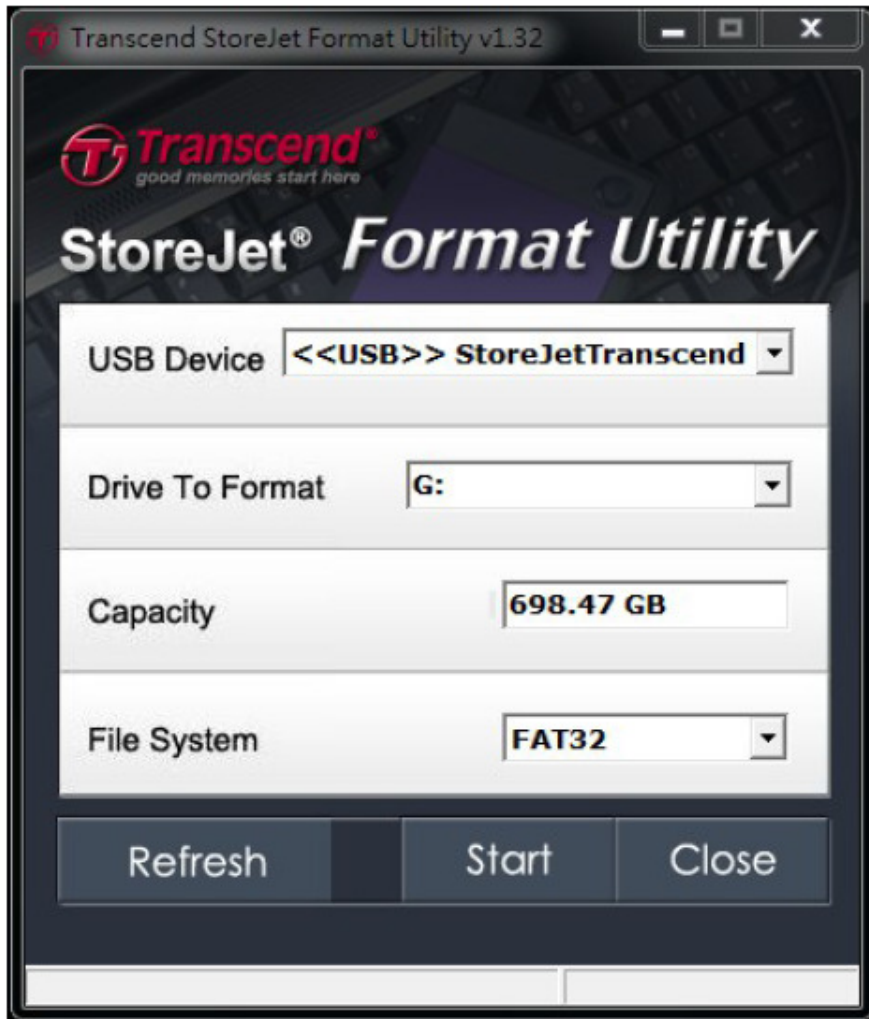 Transcend StoreJet Format Utility v1.32
Transcend®
good memories start here
StoreJet® Format Utility
USB Device <<USB>> StoreJetTranscend
Drive To Format G:
Capacity 698.47 GB
File System FAT32
Refresh Start Close